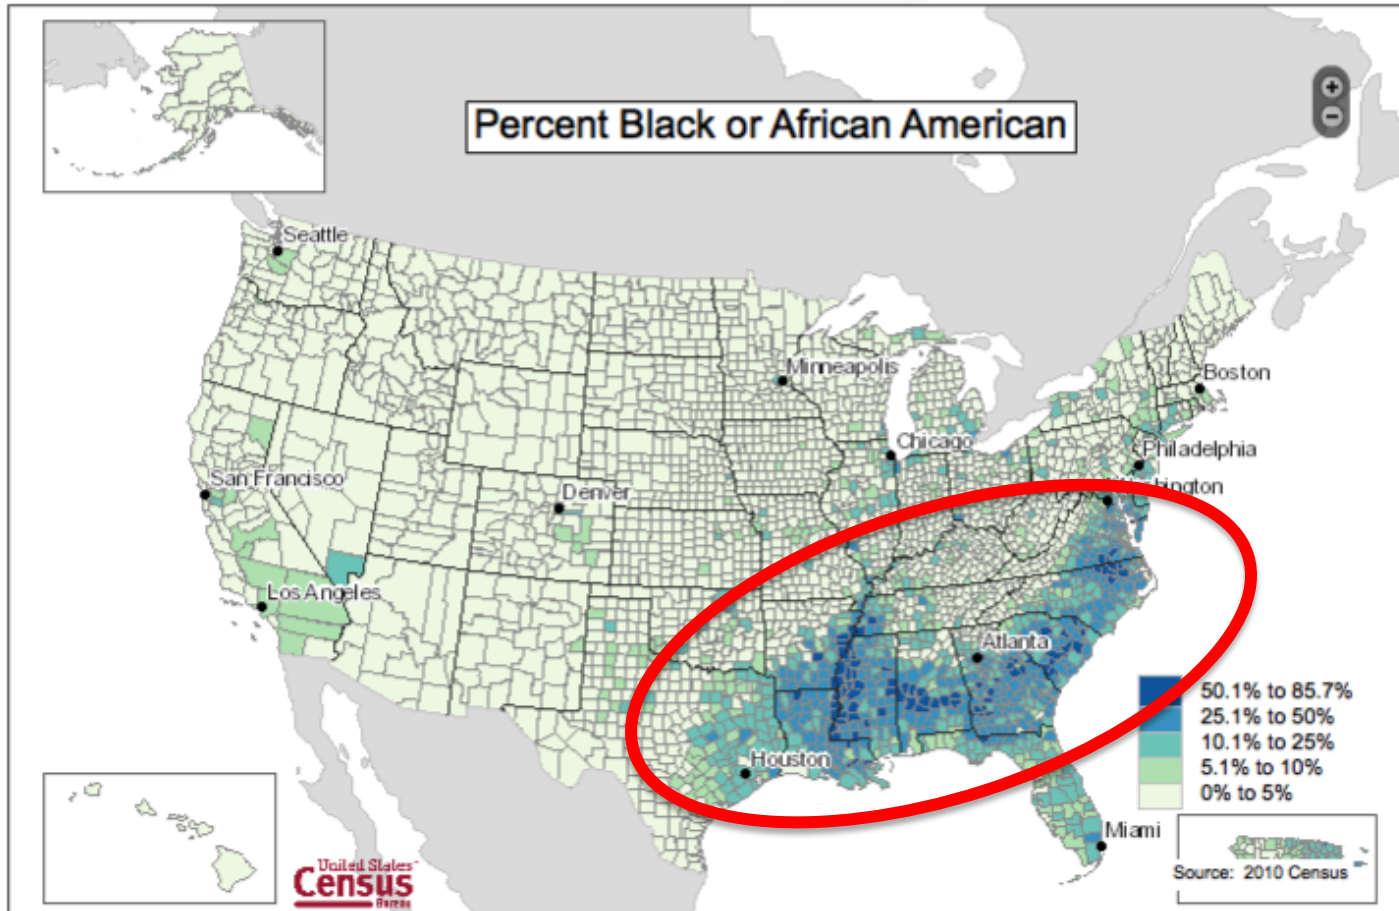 Percent Black or African American
+
−
Seattle
Minneapolis
Boston
Chicago
Philadelphia
San Francisco
Denver
shington
Los Angeles
Atlanta
50.1% to 85.7%
25.1% to 50%
10.1% to 25%
5.1% to 10%
0% to 5%
Houston
Miami
United States
Census
Bureau
Source: 2010 Census